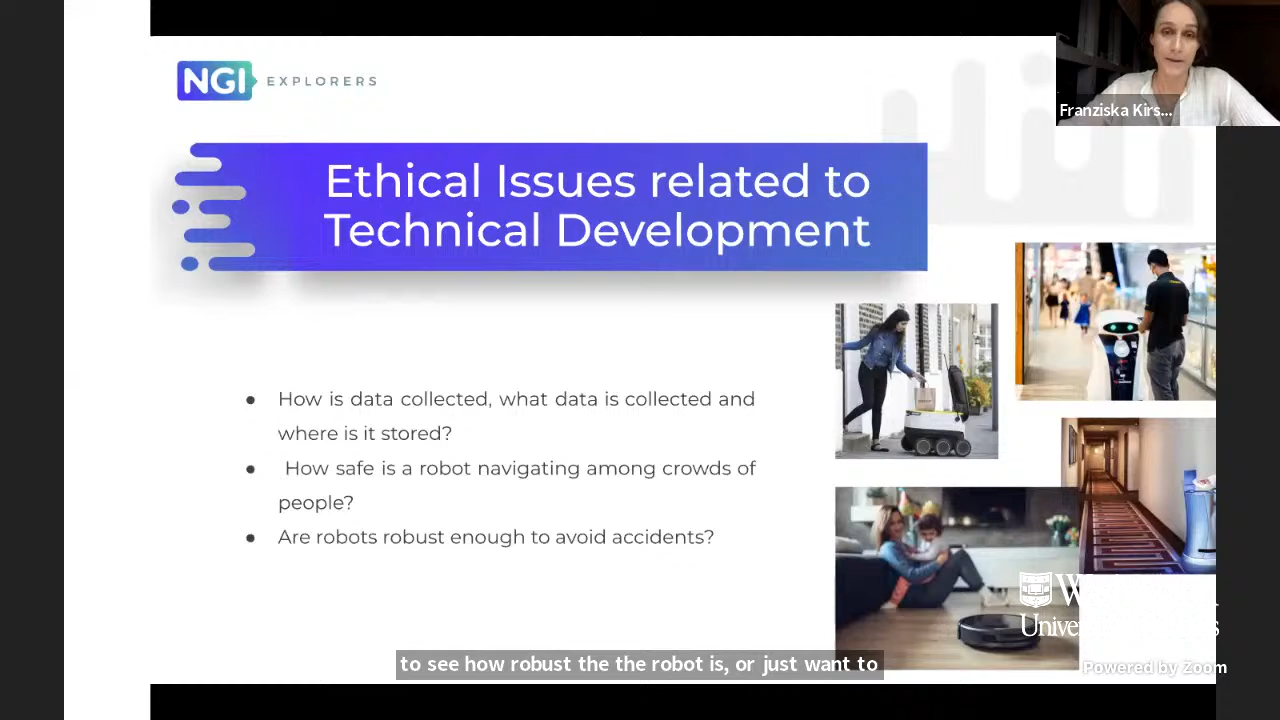 NGI EXPLORERS
Franziska Kirs...
Ethical Issues related to
Technical Development
● How is data collected, what data is collected and
where is it stored?
● How safe is a robot navigating among crowds of
people?
● Are robots robust enough to avoid accidents?
to see how robust the the robot is, or just want to
Powered by Zoom